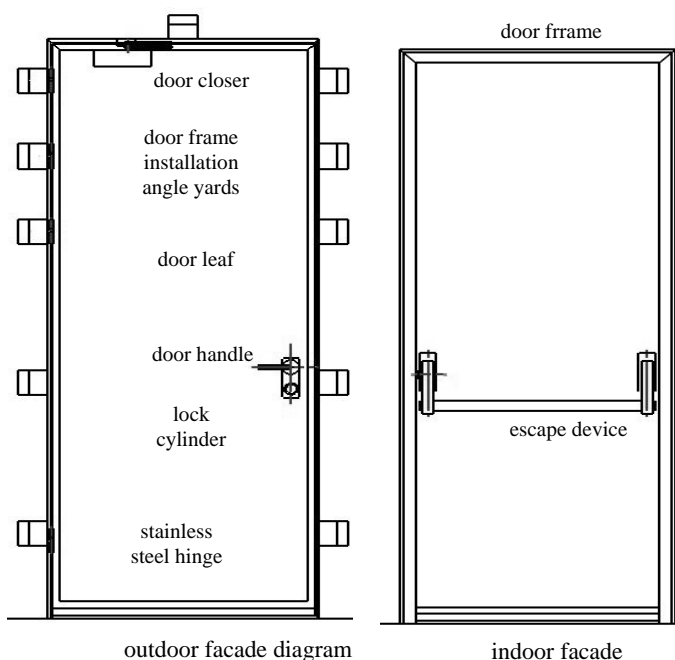 door closer
door frame
installation
angle yards
door leaf
door handle
lock
cylinder
stainless
steel hinge
outdoor facade diagram
door frrame
escape device
indoor facade